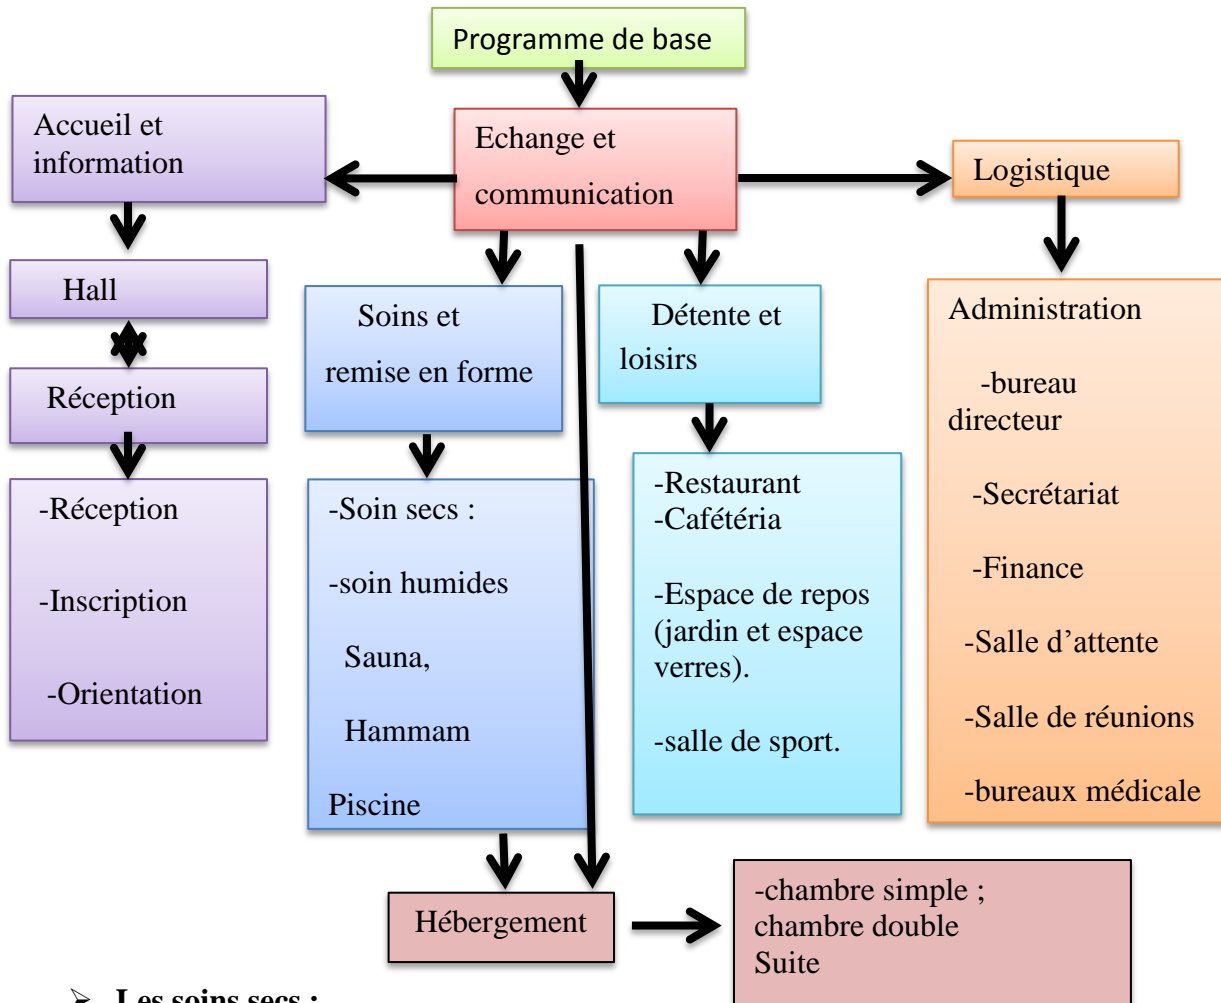 Programme de base
Accueil et
information
Echange et
communication
Logistique
Hall
Réception
-Réception
-Inscription
-Orientation
Soins et
remise en forme
-Soin secs :
-soin humides
Sauna,
Hammam
Piscine
Détente et
loisirs
-Restaurant
-Cafétéria
-Espace de repos
(jardin et espace
verres).
-salle de sport.
Administration
-bureau
directeur
-Secrétariat
-Finance
-Salle d’attente
-Salle de réunions
-bureaux médicale
Hébergement
-chambre simple ;
chambre double
Suite
➢ Les soins secs :